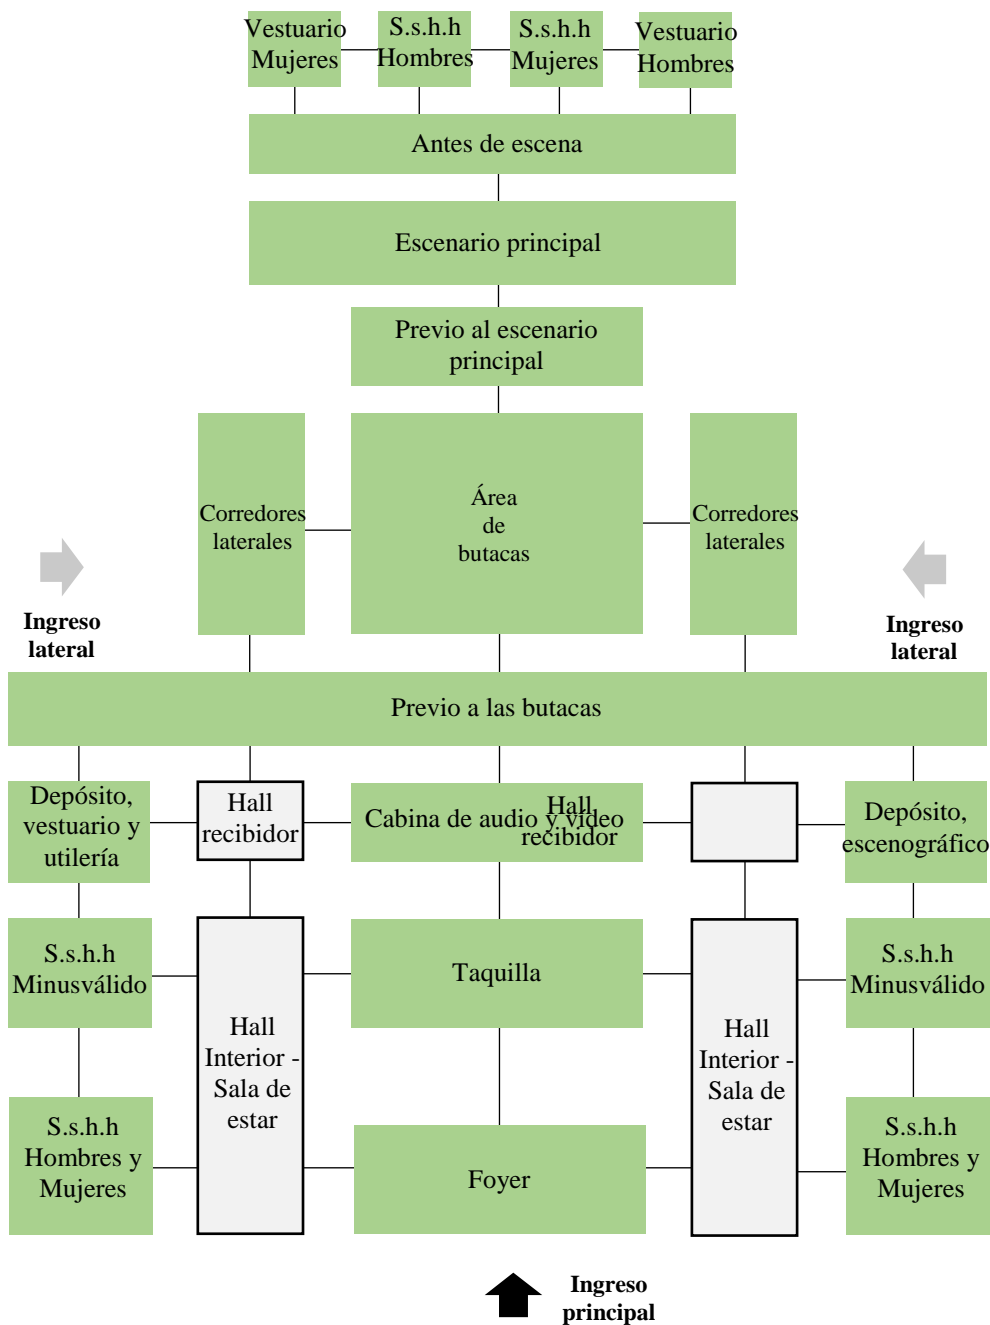 Vestuario
Mujeres
S.s.h.h
Hombres
S.s.h.h
Mujeres
Vestuario
Hombres
Antes de escena
Escenario principal
Previo al escenario
principal
Corredores
laterales
Área
de
butacas
Corredores
laterales
Ingreso
lateral
Ingreso
lateral
Previo a las butacas
Depósito,
vestuario y
utilería
Hall
recibidor
Cabina de audio y video
Hall
recibidor
Depósito,
escenográfico
S.s.h.h
Minusválido
Taquilla
S.s.h.h
Minusválido
Hall
Interior -
Sala de
estar
Hall
Interior -
Sala de
estar
S.s.h.h
Hombres y
Mujeres
Foyer
S.s.h.h
Hombres y
Mujeres
Ingreso
principal